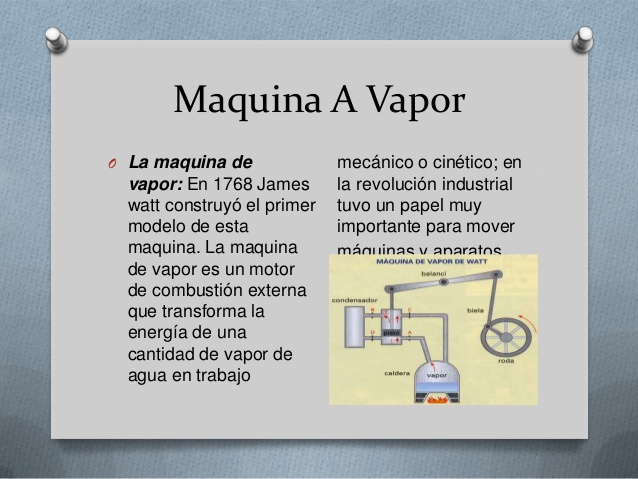 Maquina A Vapor
La maquina de
vapor: En 1768 James
watt construyó el primer
modelo de esta
maquina. La maquina
de vapor es un motor
de combustión externa
que transforma la
energía de una
cantidad de vapor de
agua en trabajo
mecánico o cinético; en
la revolución industrial
tuvo un papel muy
importante para mover
máquinas y aparatos
MÁQUINA DE VAPOR DE WATT
balancí
condensador
B
C
biela
pistó
D
A
roda
caldera
vapor